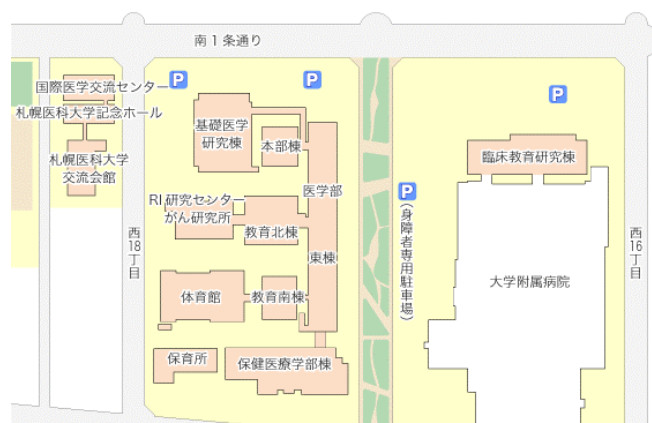 南1条通り
P
P
P
国際医学交流センター
札幌医科大学記念ホール
基礎医学
研究棟
本部棟
臨床教育研究棟
札幌医科大学
交流会館
医学部
P
(身障者専用駐車場)
RI研究センター
がん研究所
教育北棟
西18丁目
西16丁目
東棟
大学附属病院
体育館
教育南棟
保育所
保健医療学部棟